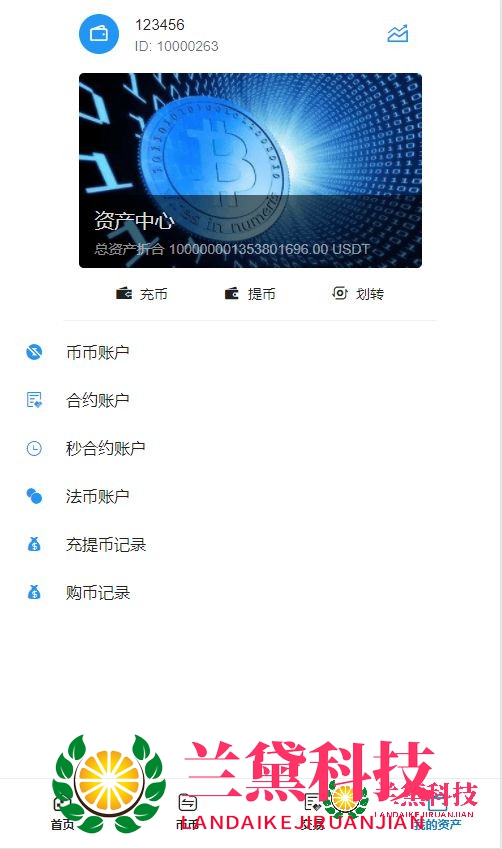 123456
ID: 10000263
资产中心
总资产折合 100000001353801696.00 USDT
充币 提币 划转
币币账户
合约账户
秒合约账户
法币账户
充提币记录
购币记录
兰黛科技
LANDAIKEJIRUANJIAN
兰黛科技
LANDAIKEJIRUANJIAN
首页 币币 交易 我的资产